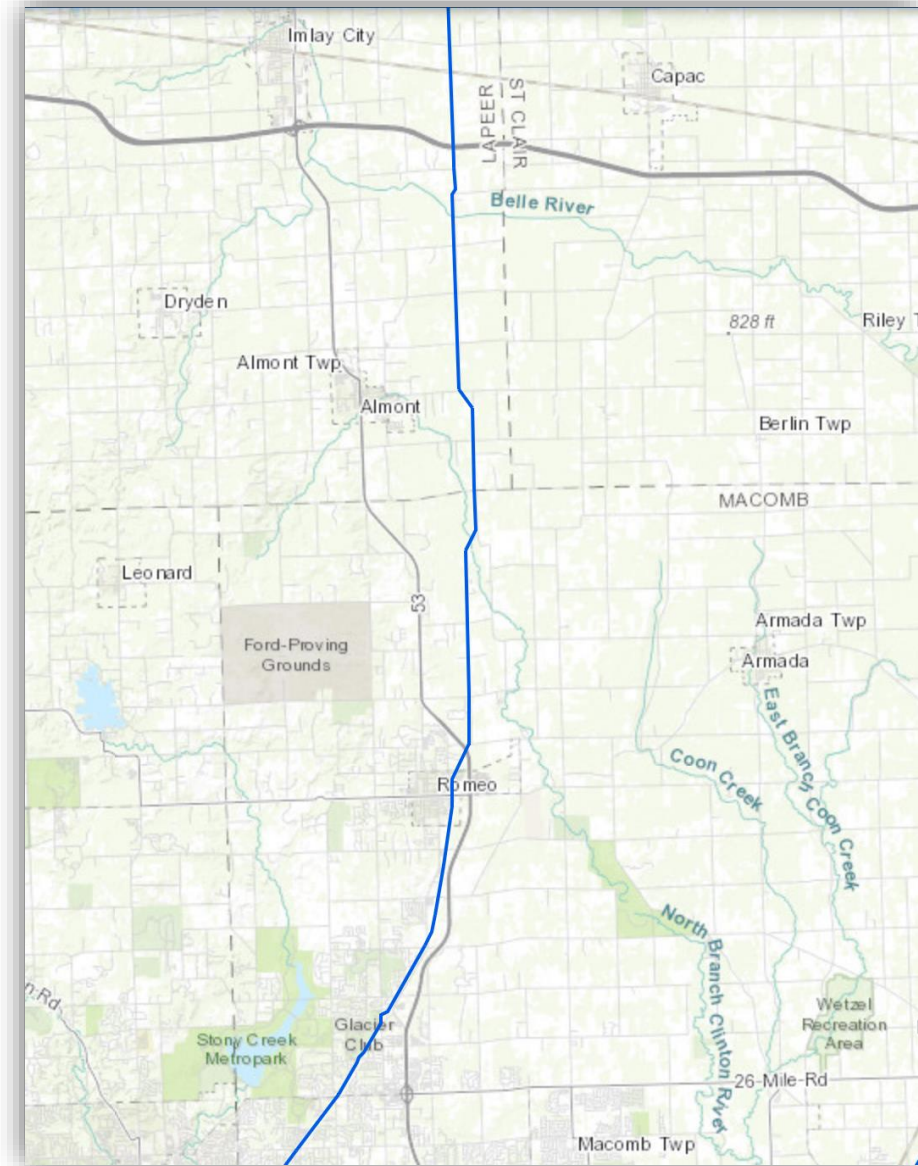 Imlay City
Capac
LAPEER
ST CLAIR
Belle River
Dryden
828 ft
Riley T
Almont Twp
Almont
Berlin Twp
MACOMB
Leonard
53
Armada Twp
Ford-Proving
Grounds
Armada
East Branch Coon Creek
Coon Creek
Romeo
North Branch Clinton River
n-Rd
Glacier
Club
Wetzel
Recreation
Area
Stony Creek
Metropark
26-Mile-Rd
Macomb Twp